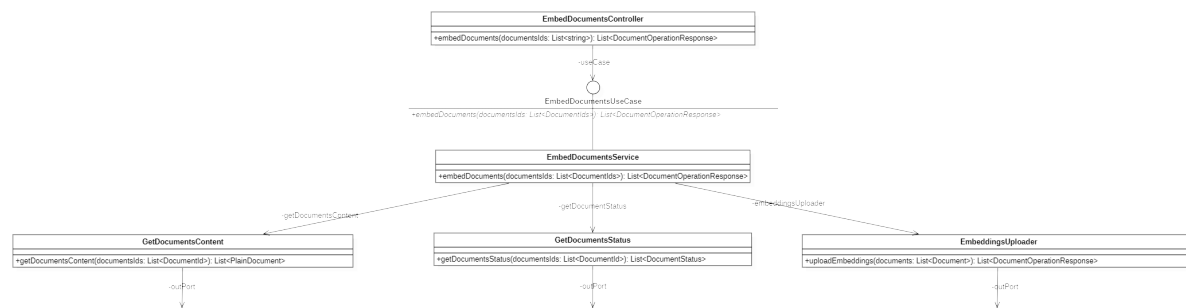 EmbedDocumentsController
+embedDocuments(documentsIds: List<string>): List<DocumentOperationResponse>
-useCase
EmbedDocumentsUseCase
+embedDocuments(documentsIds: List<DocumentIds>): List<DocumentOperationResponse>
EmbedDocumentsService
+embedDocuments(documentsIds: List<DocumentIds>): List<DocumentOperationResponse>
-getDocumentsContent
-getDocumentStatus
-embeddingsUploader
GetDocumentsContent
+getDocumentsContent(documentsIds: List<DocumentId>): List<PlainDocument>
GetDocumentsStatus
+getDocumentsStatus(documentsIds: List<DocumentId>): List<DocumentStatus>
EmbeddingsUploader
+uploadEmbeddings(documents: List<Document>): List<DocumentOperationResponse>
-outPort
-outPort
-outPort